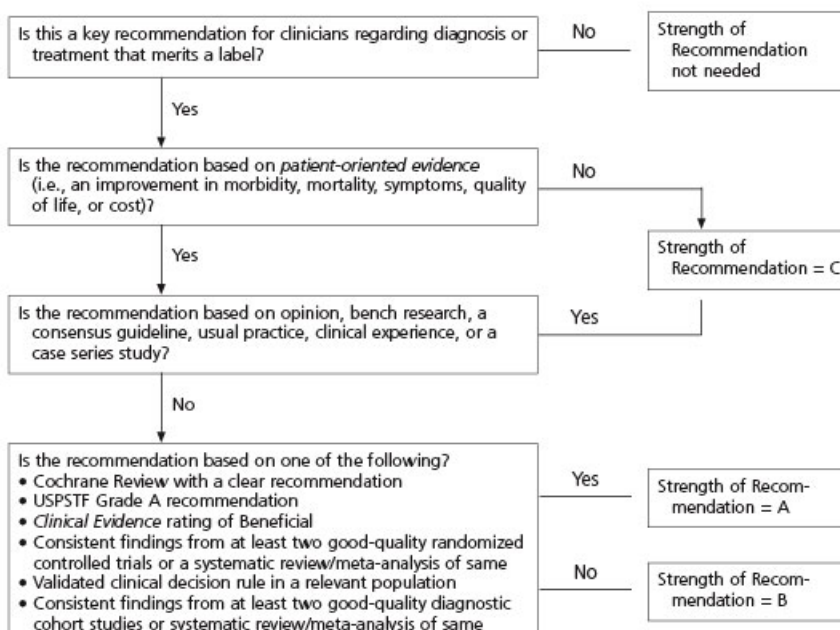 Is this a key recommendation for clinicians regarding diagnosis or
treatment that merits a label?
No
Strength of
Recommendation
not needed
Yes
Is the recommendation based on patient-oriented evidence
(i.e., an improvement in morbidity, mortality, symptoms, quality
of life, or cost)?
No
Strength of
Recommendation = C
Yes
Is the recommendation based on opinion, bench research, a
consensus guideline, usual practice, clinical experience, or a
case series study?
Yes
No
Is the recommendation based on one of the following?
• Cochrane Review with a clear recommendation
• USPSTF Grade A recommendation
• Clinical Evidence rating of Beneficial
• Consistent findings from at least two good-quality randomized
controlled trials or a systematic review/meta-analysis of same
• Validated clinical decision rule in a relevant population
• Consistent findings from at least two good-quality diagnostic
cohort studies or systematic review/meta-analysis of same
Yes
Strength of Recom-
mendation = A
No
Strength of Recom-
mendation = B